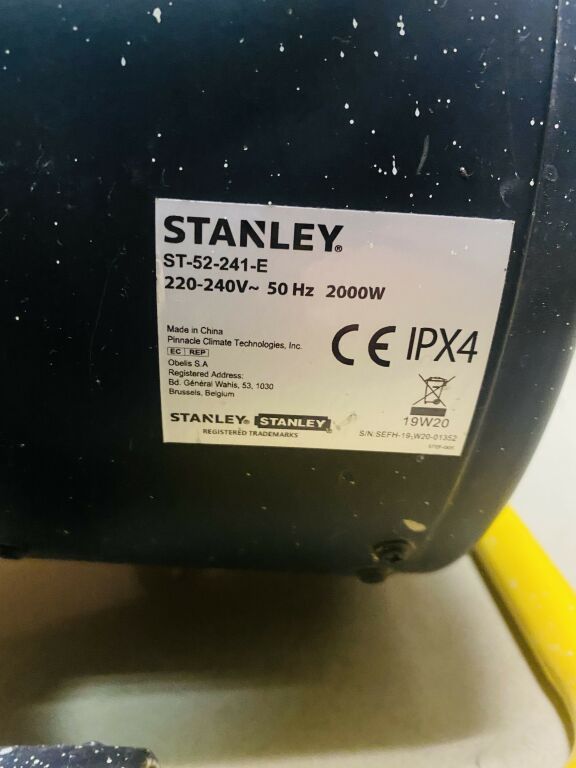 STANLEY®
ST-52-241-E
220-240V~ 50 Hz 2000W
Made in China
Pinnacle Climate Technologies, Inc.
EC REP
Obelis S.A
Registered Address:
Bd. Général Wahis, 53, 1030
Brussels, Belgium
CE IPX4
19W20
STANLEY® STANLEY
REGISTERED TRADEMARKS
S/N.SEFH-19-W20-01352